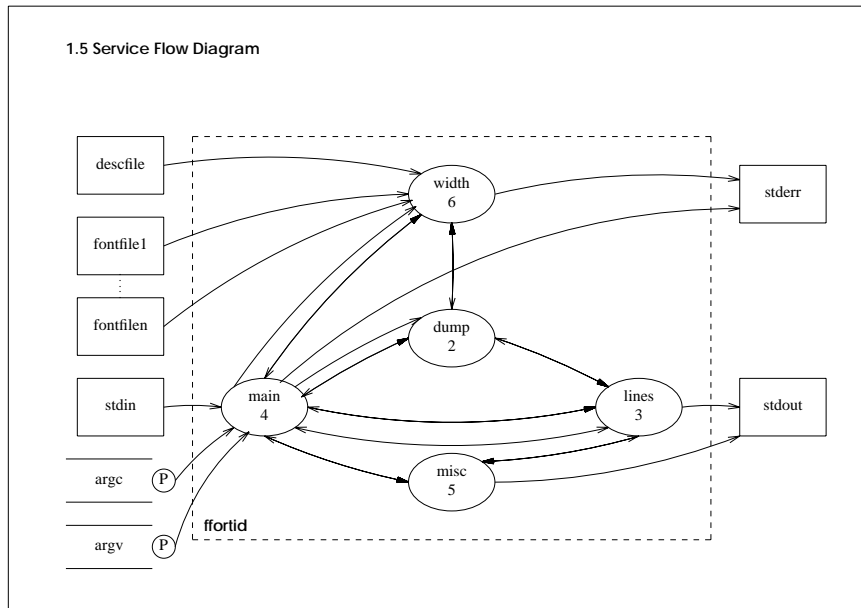 1.5 Service Flow Diagram
descfile
width
6
stderr
fontfile1
fontfilen
dump
2
stdin
main
4
lines
3
stdout
argc
P
misc
5
ffortid
argv
P